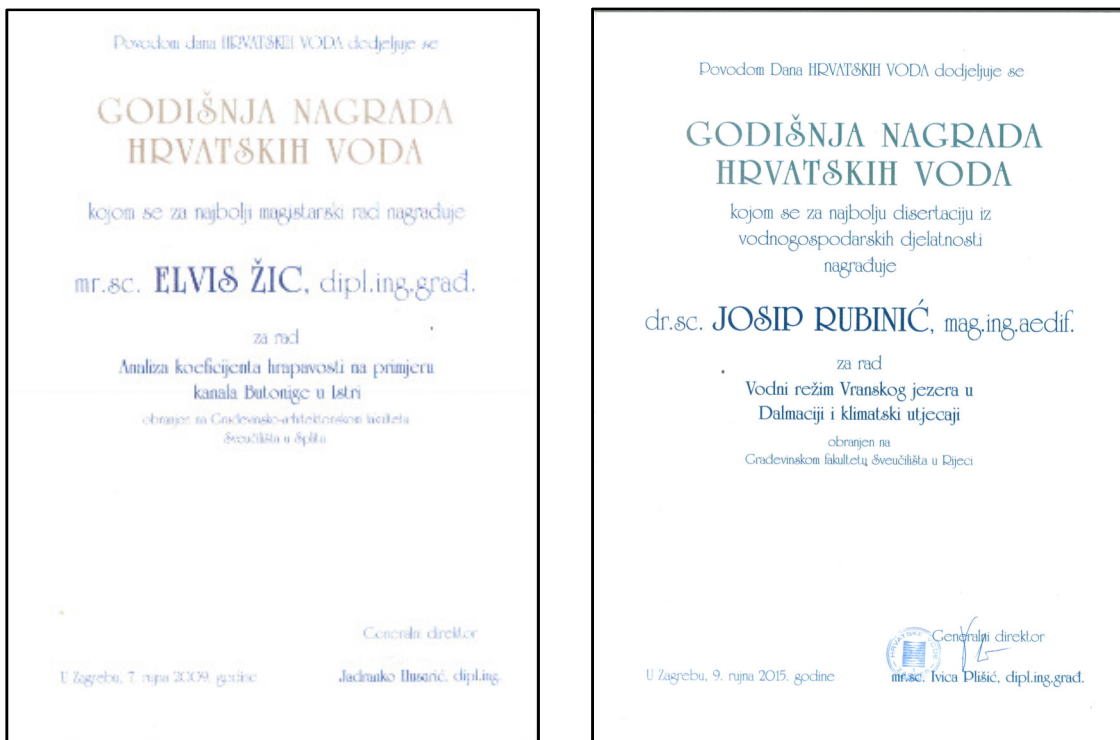 Povodom dana HRVATSKIH VODA dodjeljuje se
GODIŠNJA NAGRADA
HRVATSKIH VODA
kojom se za najbolji magistarski rad nagrađuje
mr.sc. ELVIS ŽIC, dipl.ing.građ.
za rad
Analiza koeficijenta hrapavosti na primjeru
kanala Butonige u Istri
obranjen na Građevinsko-arhitektonskom fakultetu
Sveučilišta u Splitu
Generalni direktor
U Zagrebu, 7. rujna 2009. godine
Jadranko Husarić, dipl.ing.
Povodom Dana HRVATSKIH VODA dodjeljuje se
GODIŠNJA NAGRADA
HRVATSKIH VODA
kojom se za najbolju disertaciju iz
vodnogospodarskih djelatnosti
nagrađuje
dr.sc. JOSIP RUBINIĆ, mag.ing.aedif.
za rad
Vodni režim Vranskog jezera u
Dalmaciji i klimatski utjecaji
obranjen na
Građevinskom fakultetu Sveučilišta u Rijeci
Generalni direktor
U Zagrebu, 9. rujna 2015. godine
mr.sc. Ivica Plišić, dipl.ing.građ.